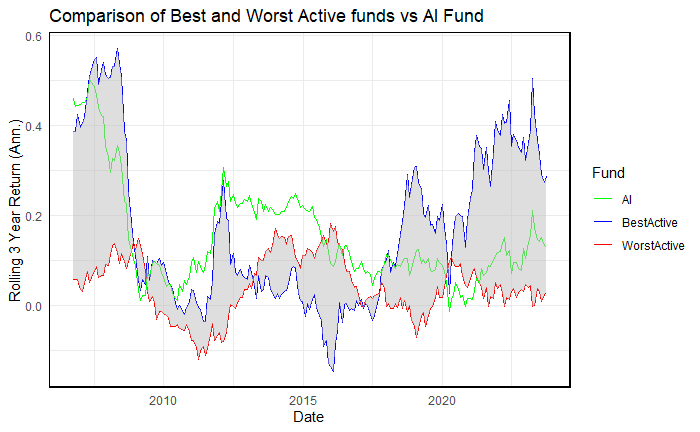 Comparison of Best and Worst Active funds vs AI Fund
0.6
0.4
0.2
0.0
Rolling 3 Year Return (Ann.)
2010
2015
2020
Date
Fund
AI
BestActive
WorstActive